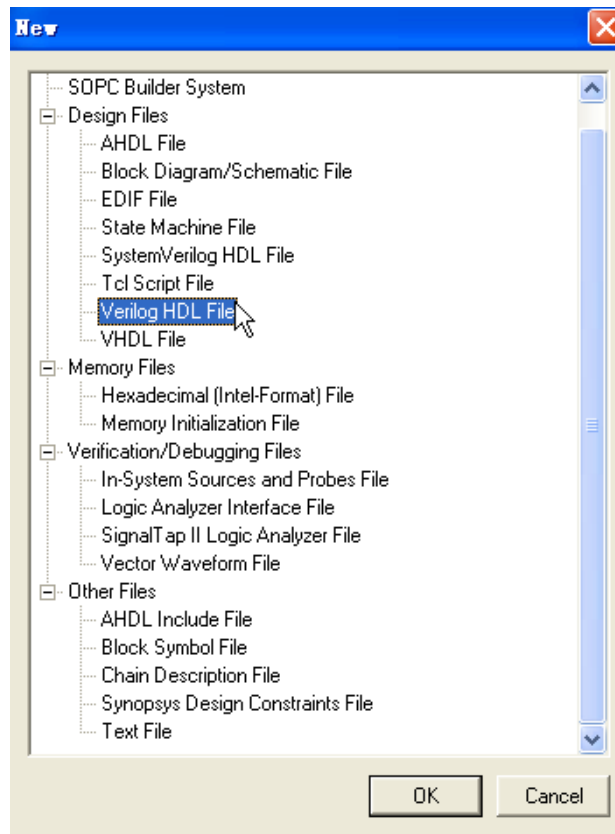 New
SOPC Builder System
Design Files
AHDL File
Block Diagram/Schematic File
EDIF File
State Machine File
SystemVerilog HDL File
Tcl Script File
Verilog HDL File
VHDL File
Memory Files
Hexadecimal (Intel-Format) File
Memory Initialization File
Verification/Debugging Files
In-System Sources and Probes File
Logic Analyzer Interface File
SignalTap II Logic Analyzer File
Vector Waveform File
Other Files
AHDL Include File
Block Symbol File
Chain Description File
Synopsys Design Constraints File
Text File
OK Cancel